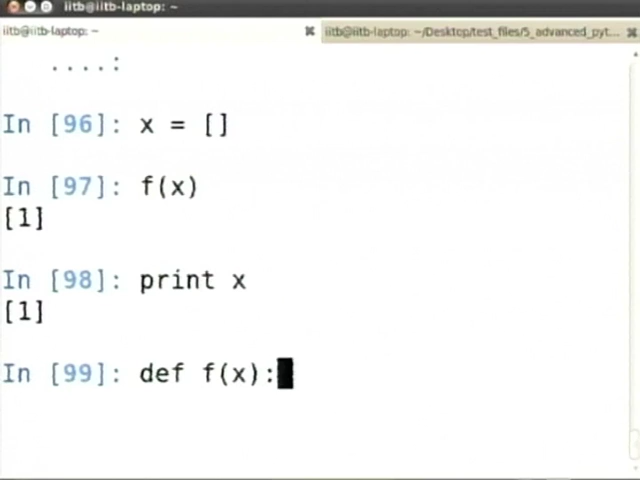 iitb@iitb-laptop: ~
iitb@iitb-laptop: ~
iitb@iitb-laptop: ~/Desktop/test_files/5_advanced_pyt...
....:
In [96]: x = []
In [97]: f(x)
[1]
In [98]: print x
[1]
In [99]: def f(x):